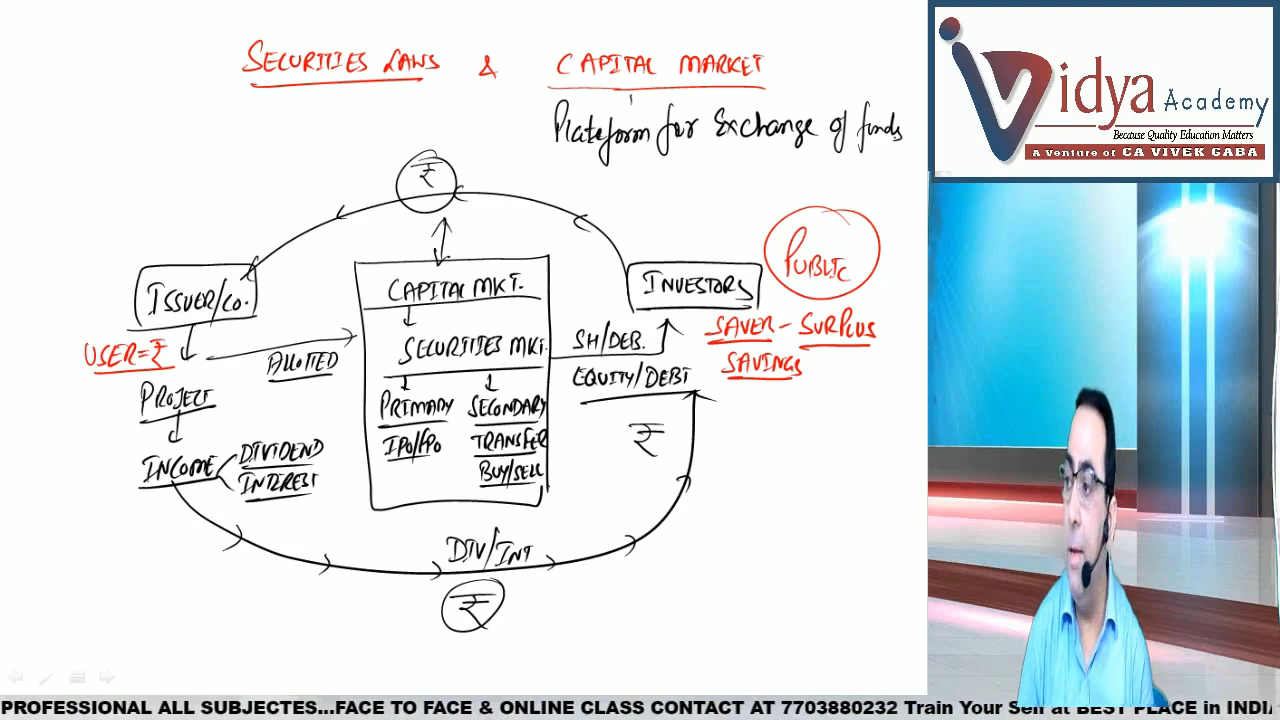 SECURITIES LAWS & CAPITAL MARKET
Plateform for Exchange of funds
₹
PUBLIC
ISSUER/CO.
CAPITAL MKT.
INVESTORS
USER=₹
ALLOTTED
SECURITIES MKT.
SH/DEB.
EQUITY/DEBT
SAVER - SURPLUS
SAVINGS
PROJECT
PRIMARY
IPO/FPO
SECONDARY
TRANSFER
BUY/SELL
₹
INCOME
DIVIDEND
INTEREST
DIV/INT
₹
Vidya Academy
Because Quality Education Matters
A Venture of CA VIVEK GABA
PROFESSIONAL ALL SUBJECTES...FACE TO FACE & ONLINE CLASS CONTACT AT 7703880232 Train Your Self at BEST PLACE in INDIA